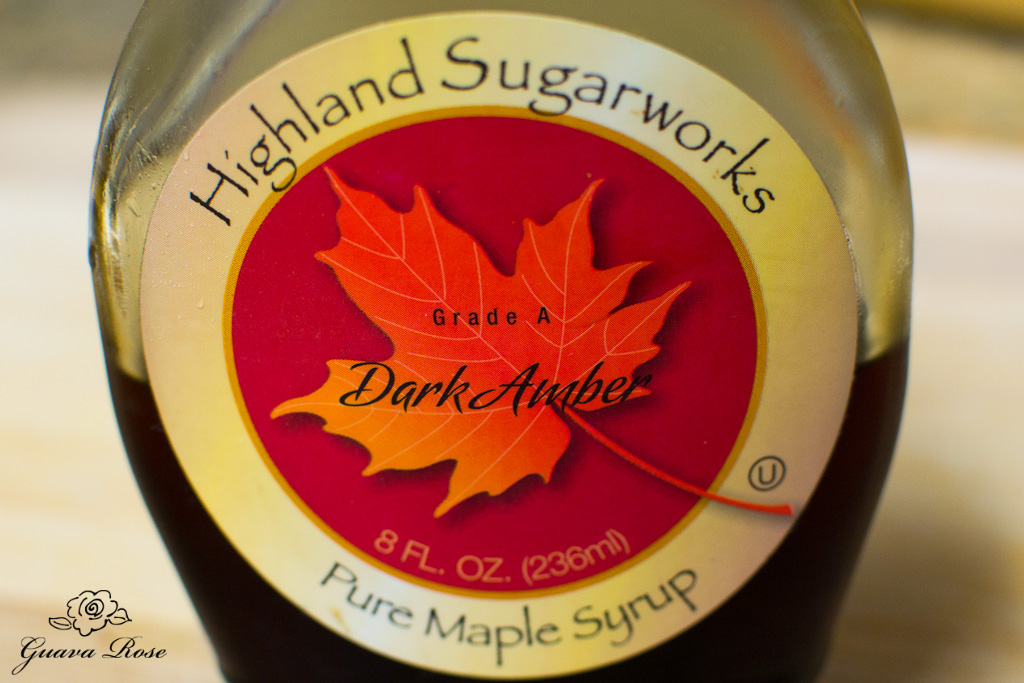 Highland Sugarworks
Grade A
Dark Amber
U
8 FL. OZ. (236ml)
Pure Maple Syrup
Guava Rose